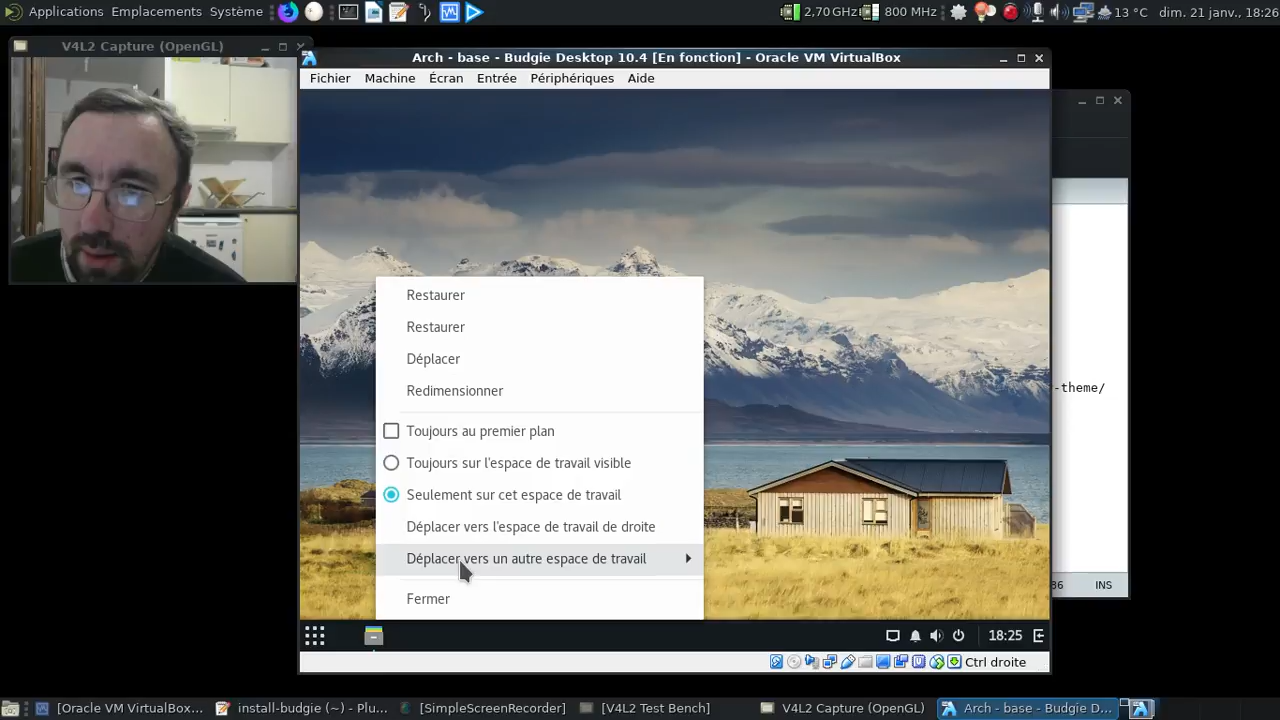 Applications Emplacements Système
2,70 GHz 800 MHz 13 °C dim. 21 janv., 18:26
V4L2 Capture (OpenGL)
Arch - base - Budgie Desktop 10.4 [En fonction] - Oracle VM VirtualBox
Fichier Machine Écran Entrée Périphériques Aide
Restaurer
Restaurer
Déplacer
Redimensionner
-theme/
Toujours au premier plan
Toujours sur l'espace de travail visible
Seulement sur cet espace de travail
Déplacer vers l'espace de travail de droite
Déplacer vers un autre espace de travail
Fermer
86 INS
18:25
Ctrl droite
[Oracle VM VirtualBox... install-budgie (~) - Plu... [SimpleScreenRecorder] [V4L2 Test Bench] V4L2 Capture (OpenGL) Arch - base - Budgie D...